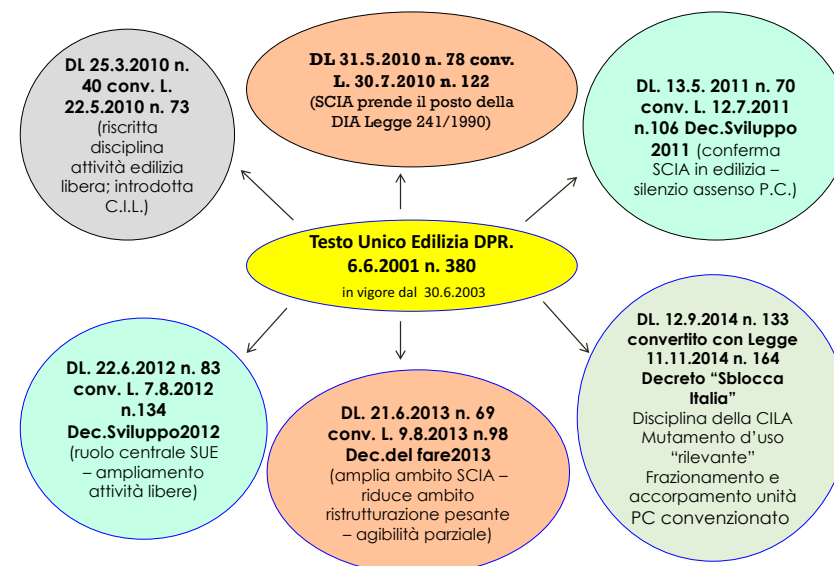 DL 25.3.2010 n.
40 conv. L.
22.5.2010 n. 73
(riscritta
disciplina
attività edilizia
libera; introdotta
C.I.L.)
DL 31.5.2010 n. 78 conv.
L. 30.7.2010 n. 122
(SCIA prende il posto della
DIA Legge 241/1990)
DL. 13.5. 2011 n. 70
conv. L. 12.7.2011
n.106 Dec.Sviluppo
2011 (conferma
SCIA in edilizia –
silenzio assenso P.C.)
Testo Unico Edilizia DPR.
6.6.2001 n. 380
in vigore dal 30.6.2003
DL. 22.6.2012 n. 83
conv. L. 7.8.2012
n.134
Dec.Sviluppo2012
(ruolo centrale SUE
– ampliamento
attività libere)
DL. 21.6.2013 n. 69
conv. L. 9.8.2013 n.98
Dec.del fare2013
(amplia ambito SCIA –
riduce ambito
ristrutturazione pesante
– agibilità parziale)
DL. 12.9.2014 n. 133
convertito con Legge
11.11.2014 n. 164
Decreto “Sblocca
Italia”
Disciplina della CILA
Mutamento d’uso
“rilevante”
Frazionamento e
accorpamento unità
PC convenzionato